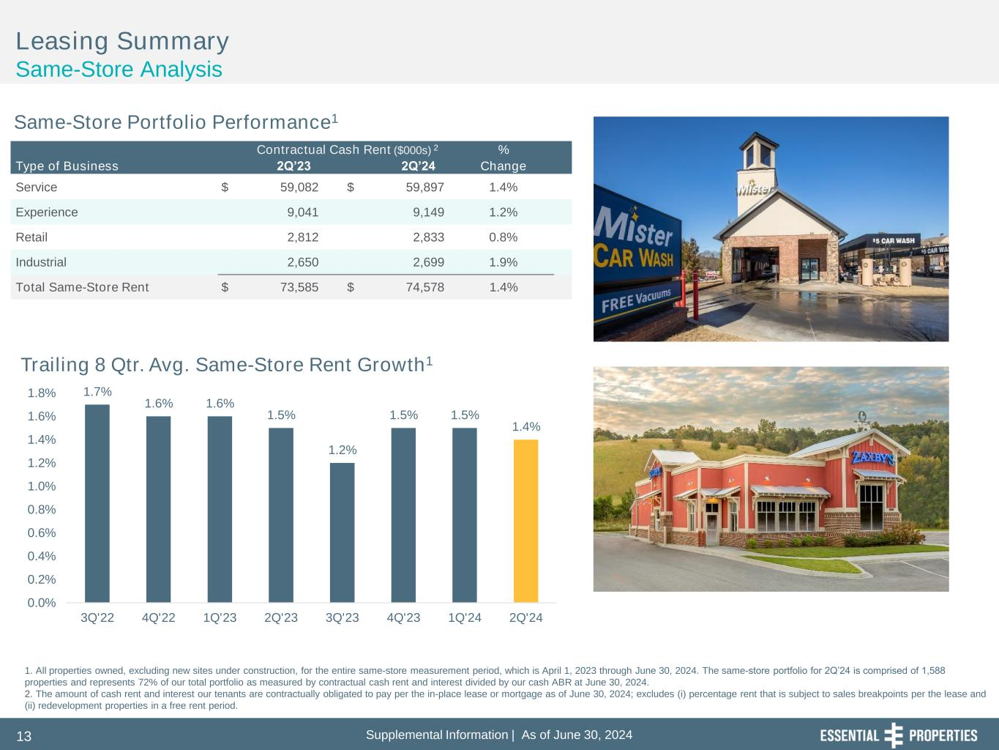 Leasing Summary
Same-Store Analysis
Same-Store Portfolio Performance1
Contractual Cash Rent ($000s) 2 %
Type of Business 2Q’23 2Q’24 Change
Service $ 59,082 $ 59,897 1.4%
Experience 9,041 9,149 1.2%
Retail 2,812 2,833 0.8%
Industrial 2,650 2,699 1.9%
Total Same-Store Rent $ 73,585 $ 74,578 1.4%
Mister
Mister
CAR WASH
FREE Vacuums
$5 CAR WASH
$5 CAR WAS
Trailing 8 Qtr. Avg. Same-Store Rent Growth1
1.8%
1.6%
1.4%
1.2%
1.0%
0.8%
0.6%
0.4%
0.2%
0.0%
1.7% 1.6% 1.6% 1.5% 1.2% 1.5% 1.5% 1.4%
3Q'22 4Q'22 1Q'23 2Q'23 3Q'23 4Q'23 1Q'24 2Q'24
ZAXBY'S
1. All properties owned, excluding new sites under construction, for the entire same-store measurement period, which is April 1, 2023 through June 30, 2024. The same-store portfolio for 2Q’24 is comprised of 1,588
properties and represents 72% of our total portfolio as measured by contractual cash rent and interest divided by our cash ABR at June 30, 2024.
2. The amount of cash rent and interest our tenants are contractually obligated to pay per the in-place lease or mortgage as of June 30, 2024; excludes (i) percentage rent that is subject to sales breakpoints per the lease and
(ii) redevelopment properties in a free rent period.
13
Supplemental Information | As of June 30, 2024
ESSENTIAL PROPERTIES